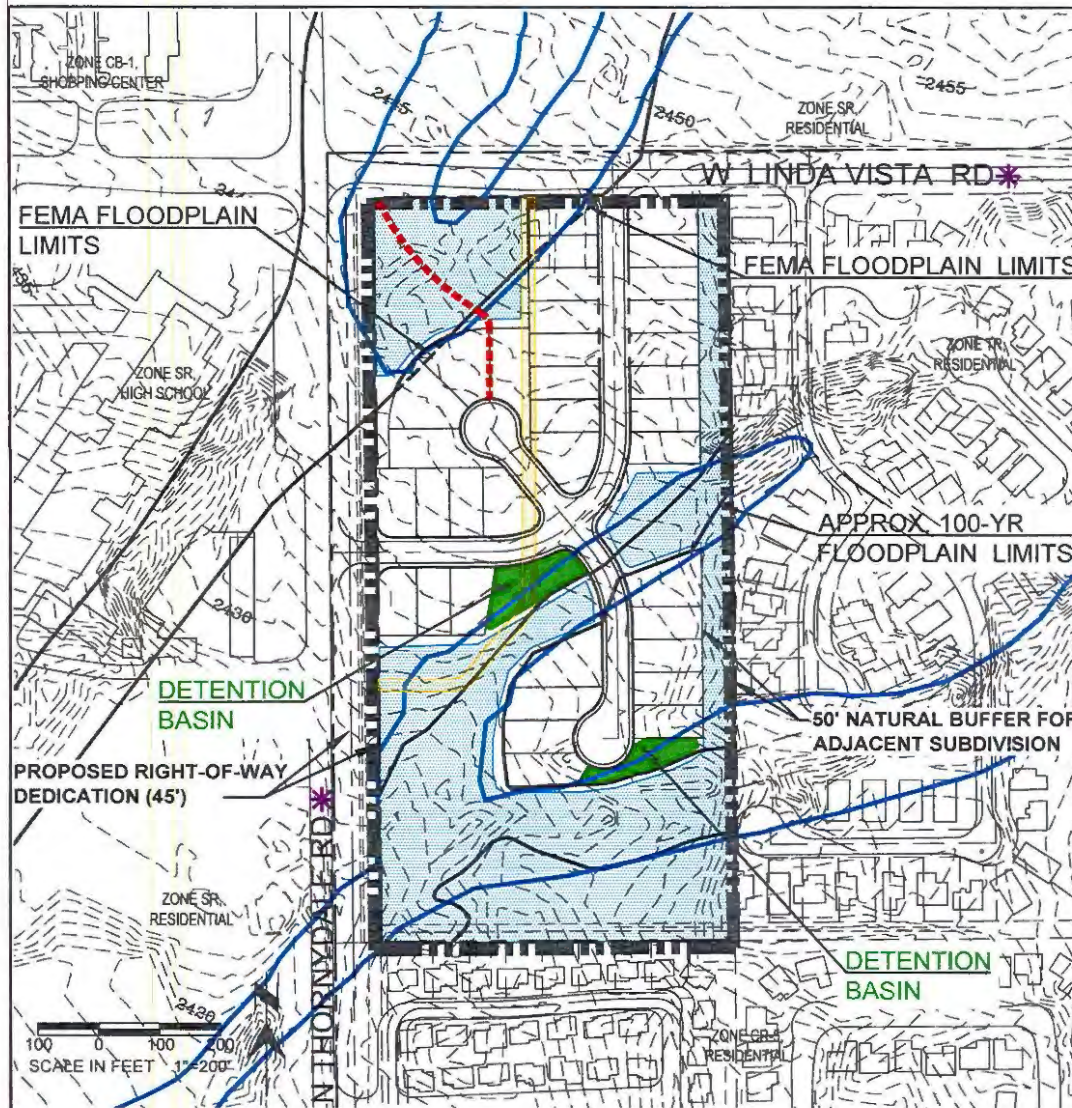 ZONE CB-1,
SHOPPING CENTER
2445
2450
2455
ZONE SR,
RESIDENTIAL
W LINDA VISTA RD*
FEMA FLOODPLAIN
LIMITS
FEMA FLOODPLAIN LIMITS
ZONE SR,
HIGH SCHOOL
ZONE TR,
RESIDENTIAL
APPROX. 100-YR
FLOODPLAIN LIMITS
2430
DETENTION
BASIN
50' NATURAL BUFFER FOR
ADJACENT SUBDIVISION
PROPOSED RIGHT-OF-WAY
DEDICATION (45')
N THORNYDALE RD*
ZONE SR,
RESIDENTIAL
DETENTION
BASIN
2420
100 0 100 200
SCALE IN FEET 1"=200'
ZONE CR-5
RESIDENTIAL